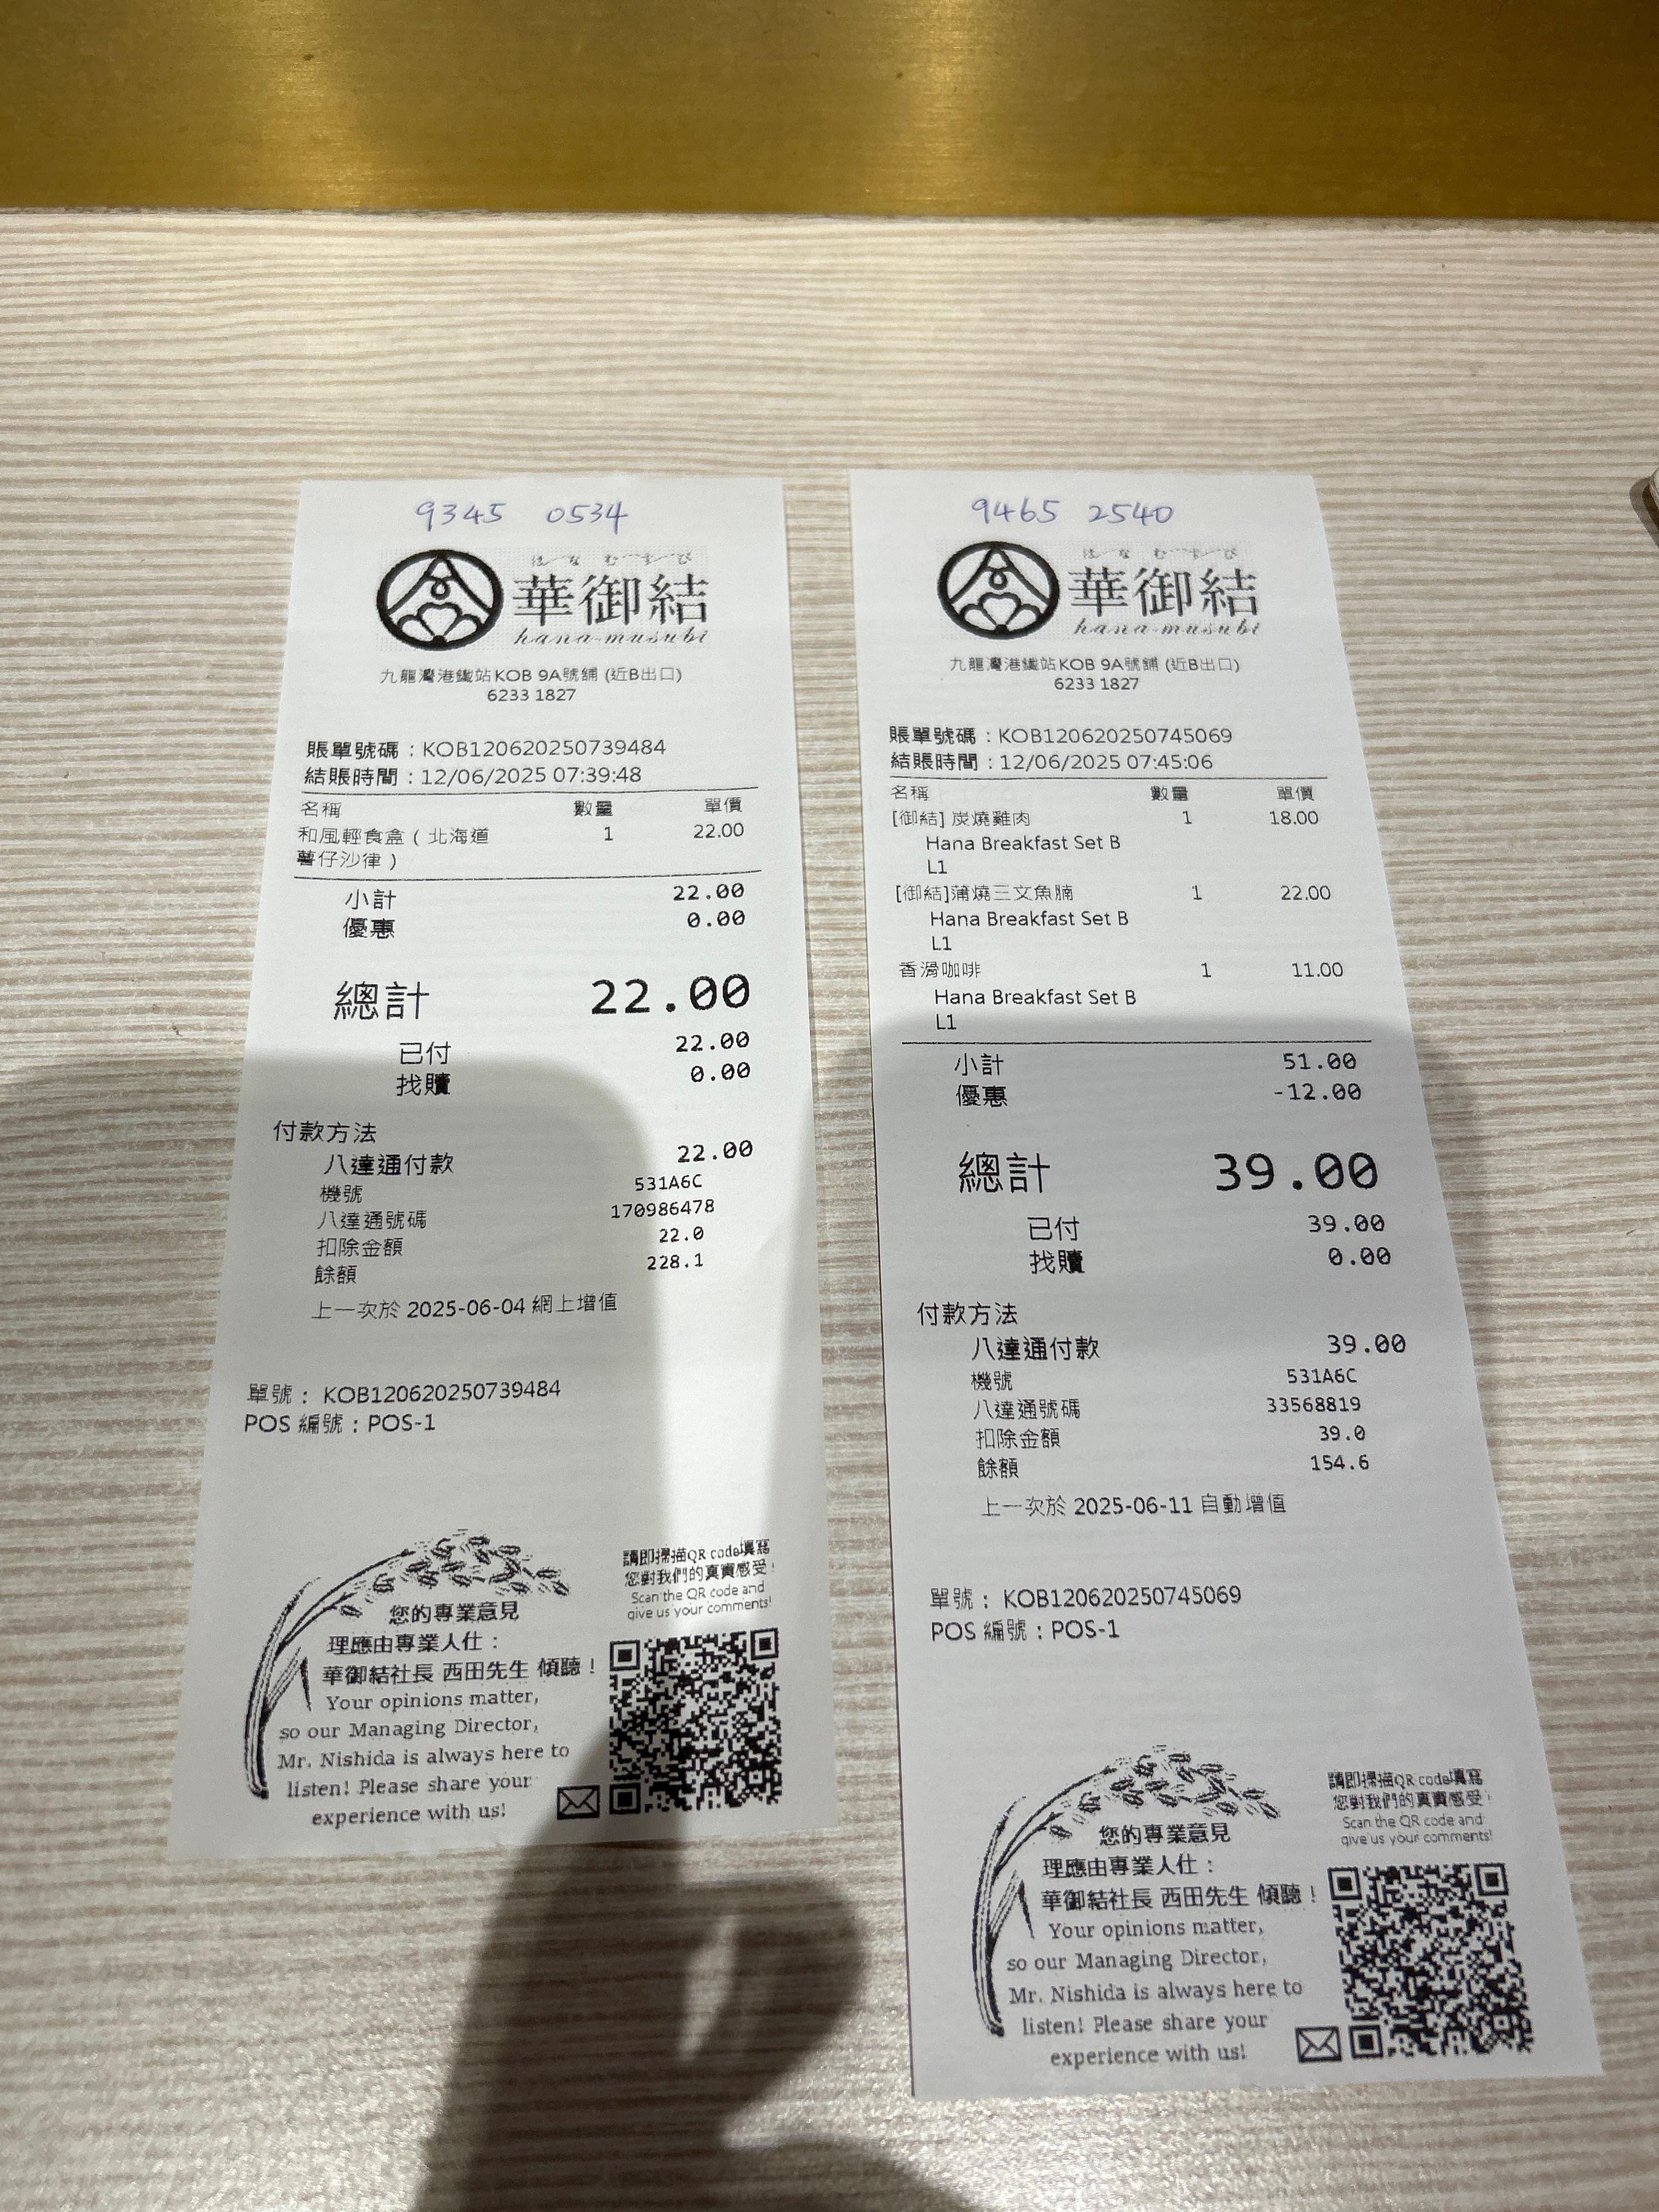 9345 0534
はなむすび
華御結
hana-musubi
九龍灣港鐵站KOB 9A號舖 (近B出口)
6233 1827
賬單號碼：KOB120620250739484
結賬時間：12/06/2025 07:39:48
名稱 數量 單價
和風輕食盒 ( 北海道 1 22.00
薯仔沙律 )
小計 22.00
優惠 0.00
總計 22.00
已付 22.00
找贖 0.00
付款方法
八達通付款 22.00
機號 531A6C
八達通號碼 170986478
扣除金額 22.0
餘額 228.1
上一次於 2025-06-04 網上增值
單號： KOB120620250739484
POS 編號：POS-1
您的專業意見
理應由專業人仕：
華御結社長 西田先生 傾聽！
Your opinions matter,
so our Managing Director,
Mr. Nishida is always here to
listen! Please share your
experience with us!
請即掃描QR code填寫
您對我們的真實感受！
Scan the QR code and
give us your comments!
9465 2540
はなむすび
華御結
hana-musubi
九龍灣港鐵站KOB 9A號舖 (近B出口)
6233 1827
賬單號碼：KOB120620250745069
結賬時間：12/06/2025 07:45:06
名稱 數量 單價
[御結] 炭燒雞肉 1 18.00
Hana Breakfast Set B
L1
[御結]蒲燒三文魚腩 1 22.00
Hana Breakfast Set B
L1
香滑咖啡 1 11.00
Hana Breakfast Set B
L1
小計 51.00
優惠 -12.00
總計 39.00
已付 39.00
找贖 0.00
付款方法
八達通付款 39.00
機號 531A6C
八達通號碼 33568819
扣除金額 39.0
餘額 154.6
上一次於 2025-06-11 自動增值
單號： KOB120620250745069
POS 編號：POS-1
您的專業意見
理應由專業人仕：
華御結社長 西田先生 傾聽！
Your opinions matter,
so our Managing Director,
Mr. Nishida is always here to
listen! Please share your
experience with us!
請即掃描QR code填寫
您對我們的真實感受！
Scan the QR code and
give us your comments!